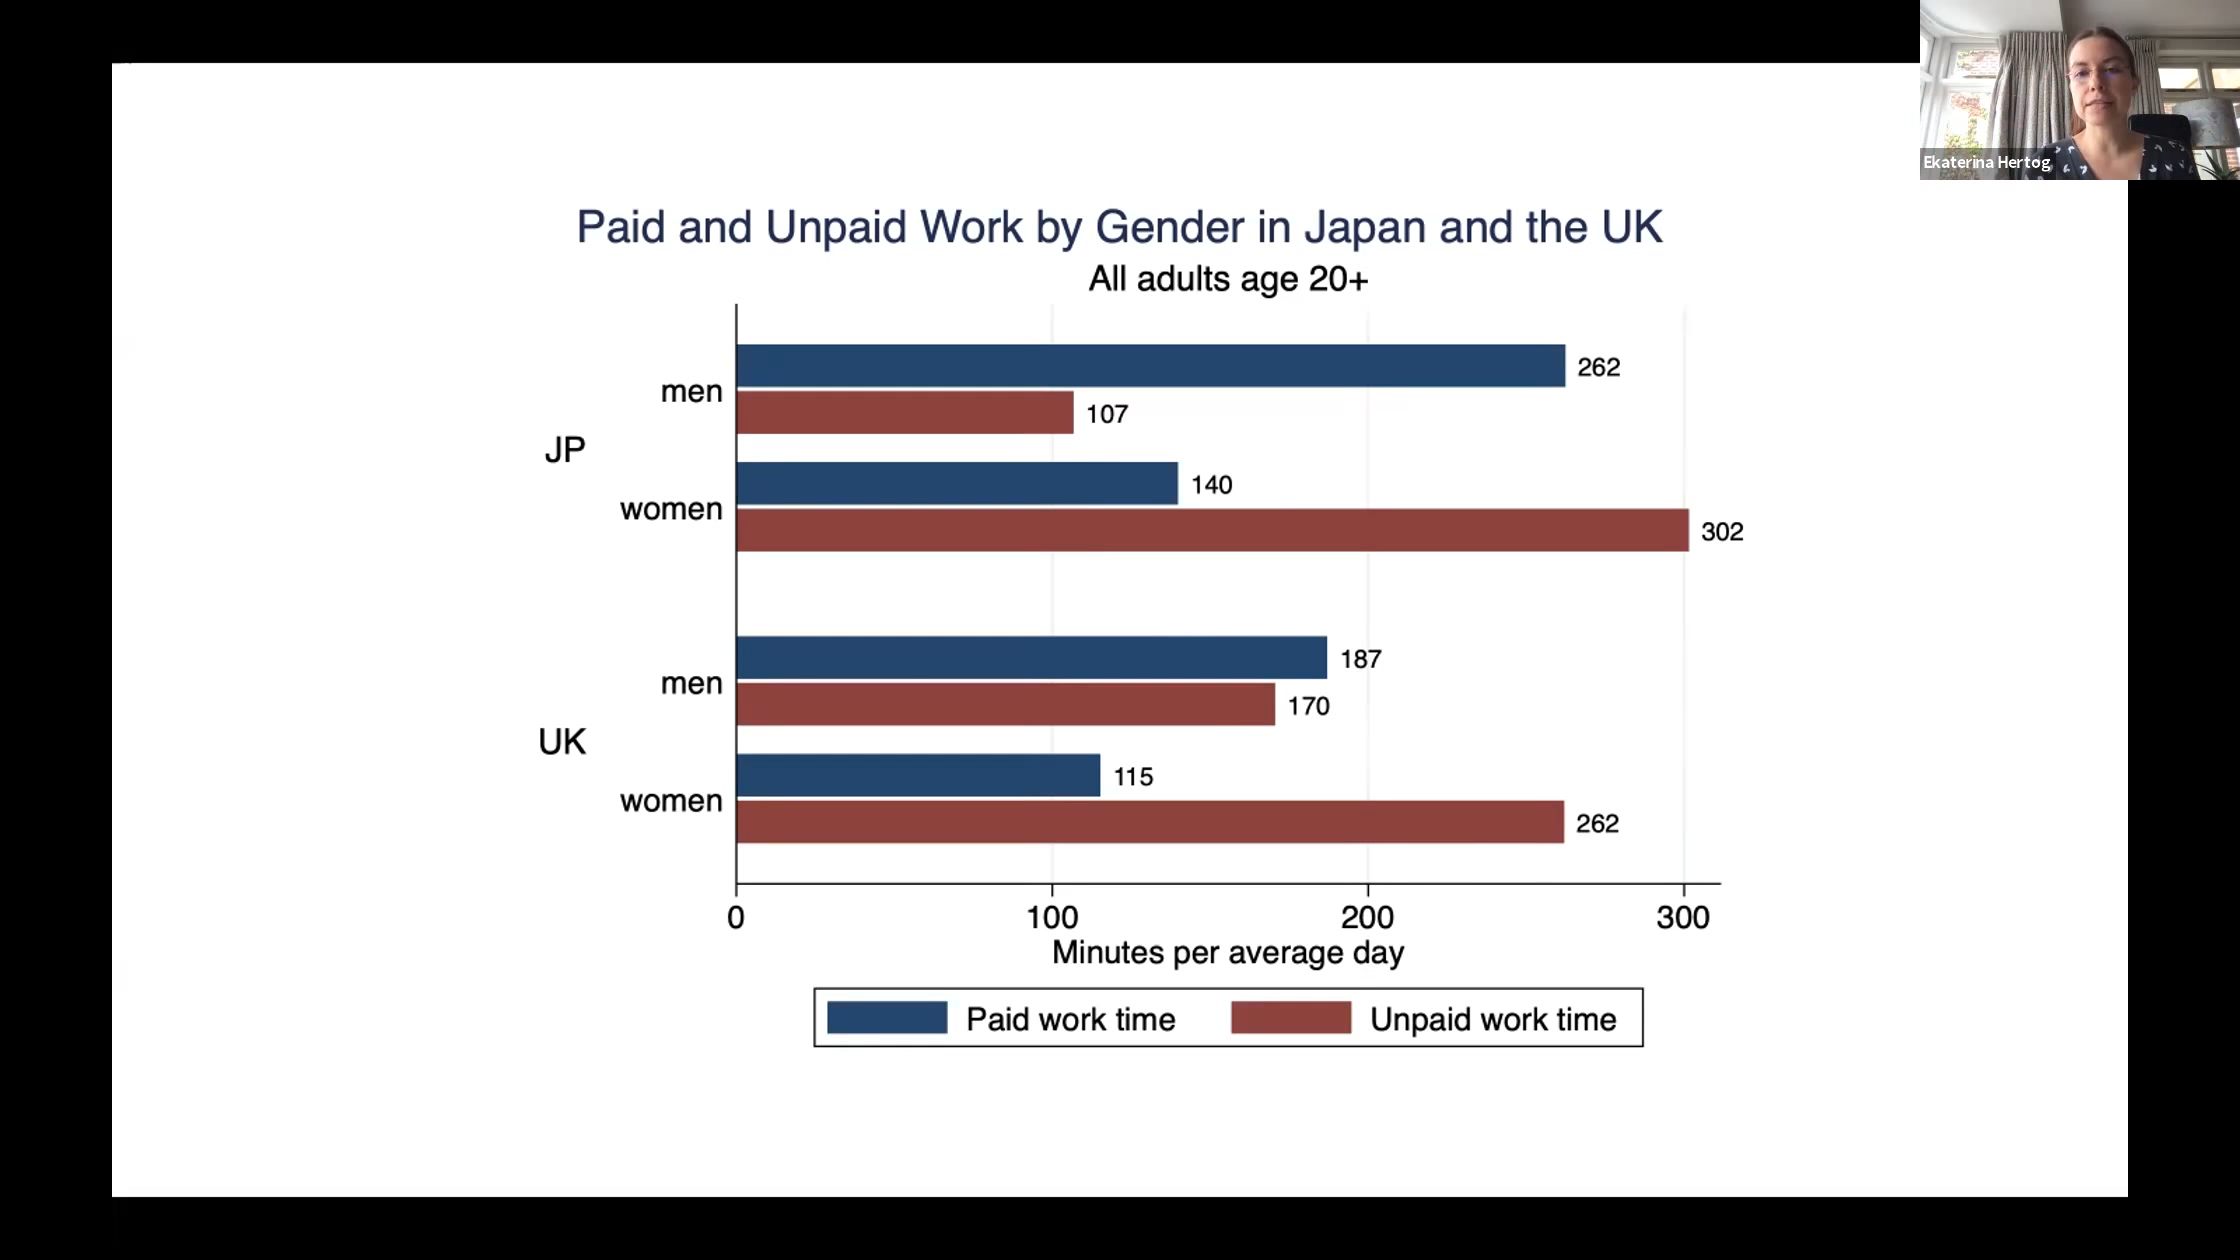 Ekaterina Hertog
Paid and Unpaid Work by Gender in Japan and the UK
All adults age 20+
JP
men
262
107
women
140
302
UK
men
187
170
women
115
262
0 100 200 300
Minutes per average day
Paid work time Unpaid work time